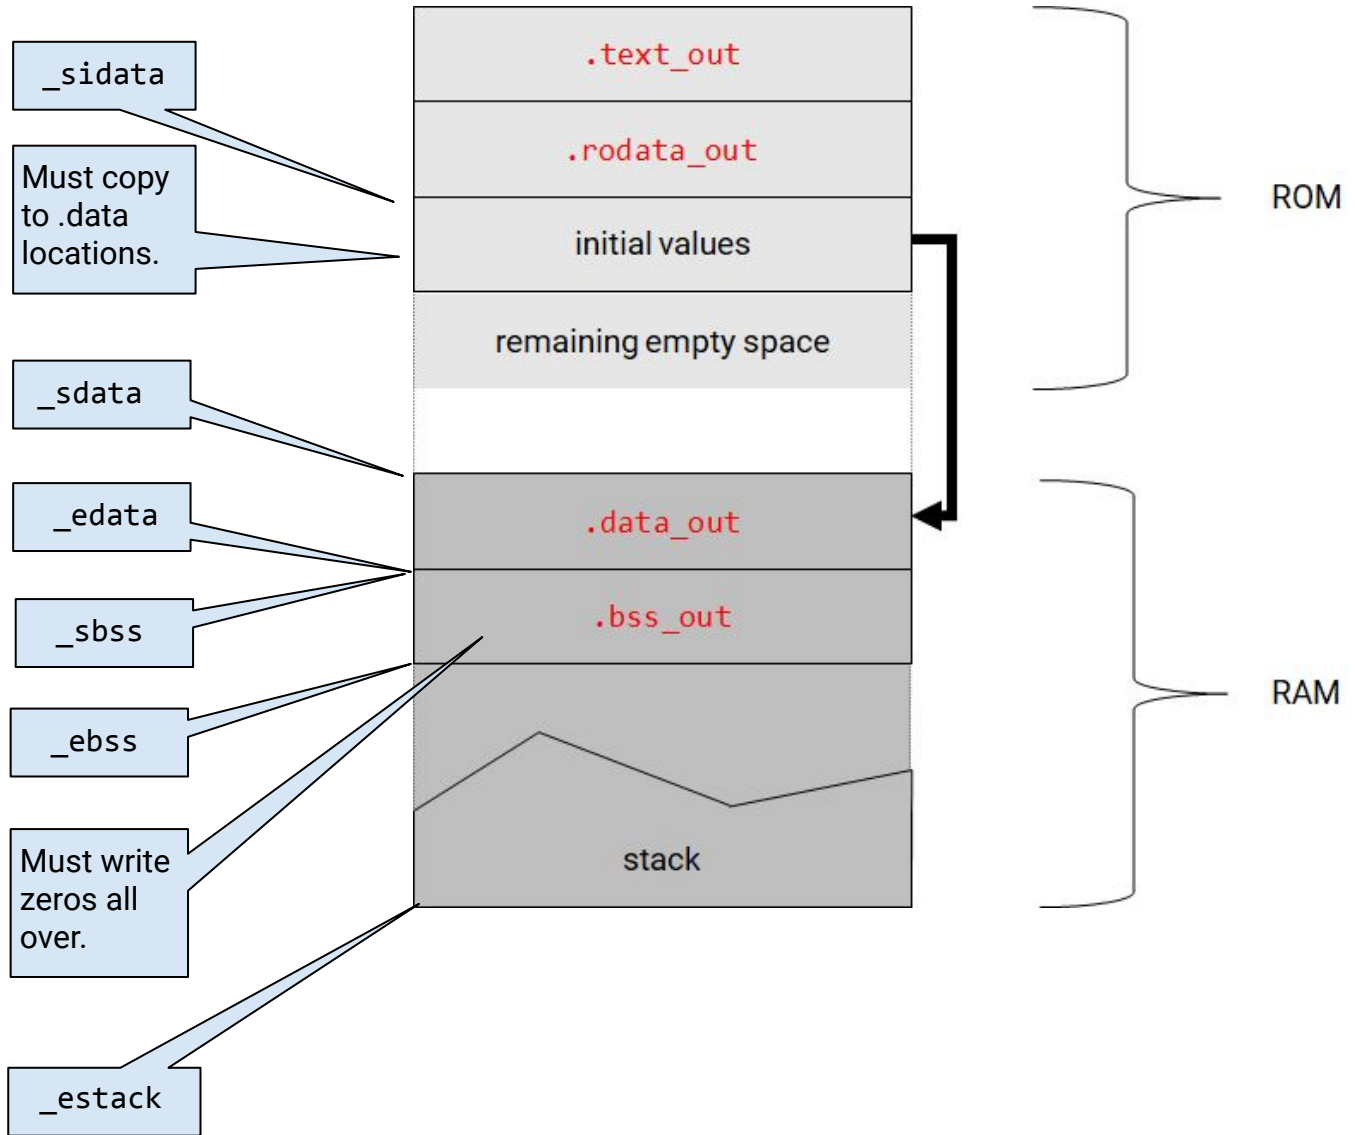 .text_out
_sidata
.rodata_out
Must copy
to .data
locations.
ROM
initial values
remaining empty space
_sdata
_edata
.data_out
_sbss
.bss_out
_ebss
RAM
Must write
zeros all
over.
stack
_estack